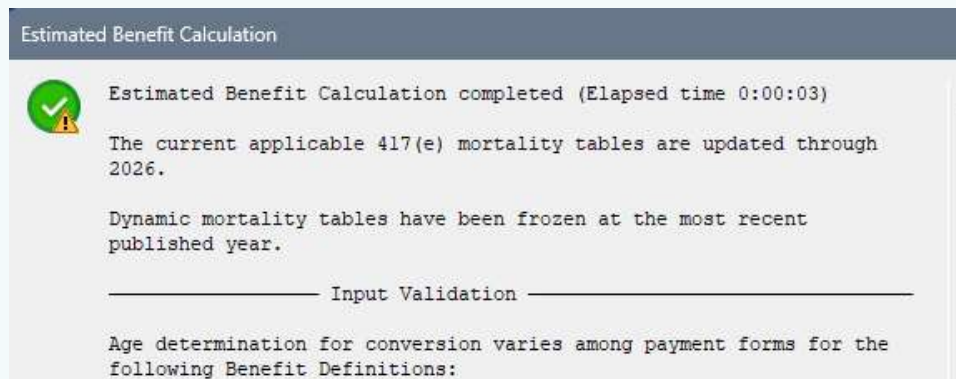 Estimated Benefit Calculation
Estimated Benefit Calculation completed (Elapsed time 0:00:03)
The current applicable 417(e) mortality tables are updated through
2026.
Dynamic mortality tables have been frozen at the most recent
published year.
Input Validation
Age determination for conversion varies among payment forms for the
following Benefit Definitions: